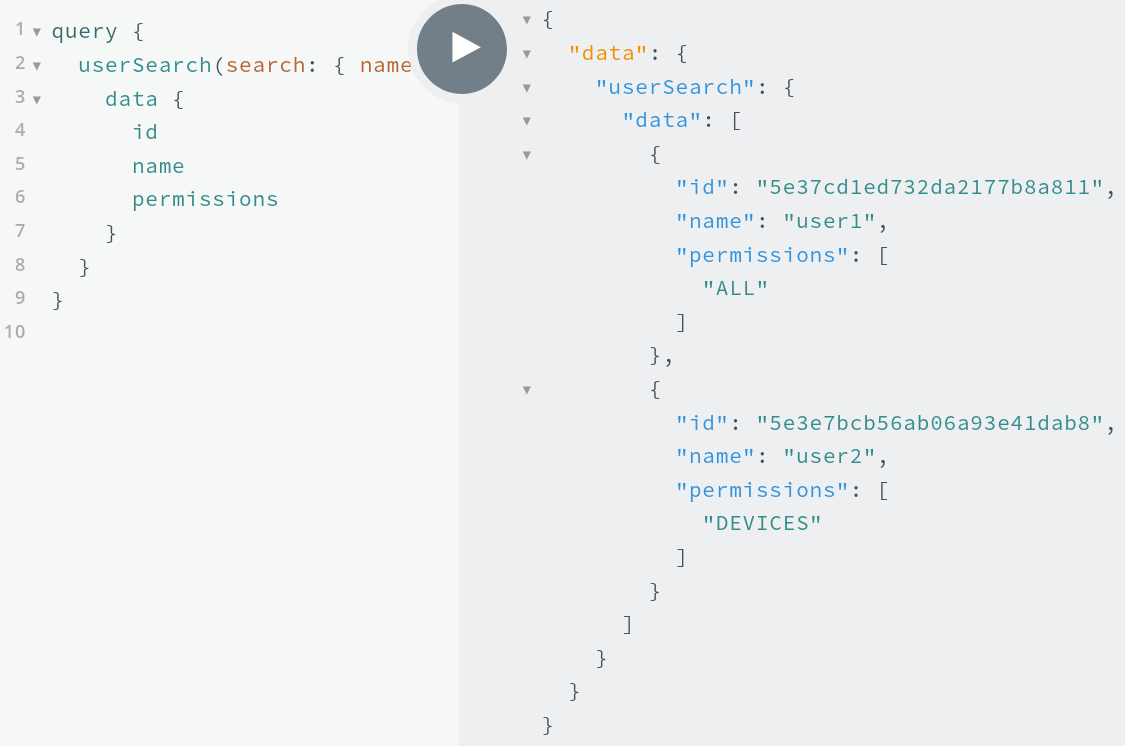 1 query {
2 userSearch(search: { name
3 data {
4 id
5 name
6 permissions
7 }
8 }
9 }
10
{
"data": {
"userSearch": {
"data": [
{
"id": "5e37cd1ed732da2177b8a811",
"name": "user1",
"permissions": [
"ALL"
]
},
{
"id": "5e3e7bcb56ab06a93e41dab8",
"name": "user2",
"permissions": [
"DEVICES"
]
}
]
}
}
}